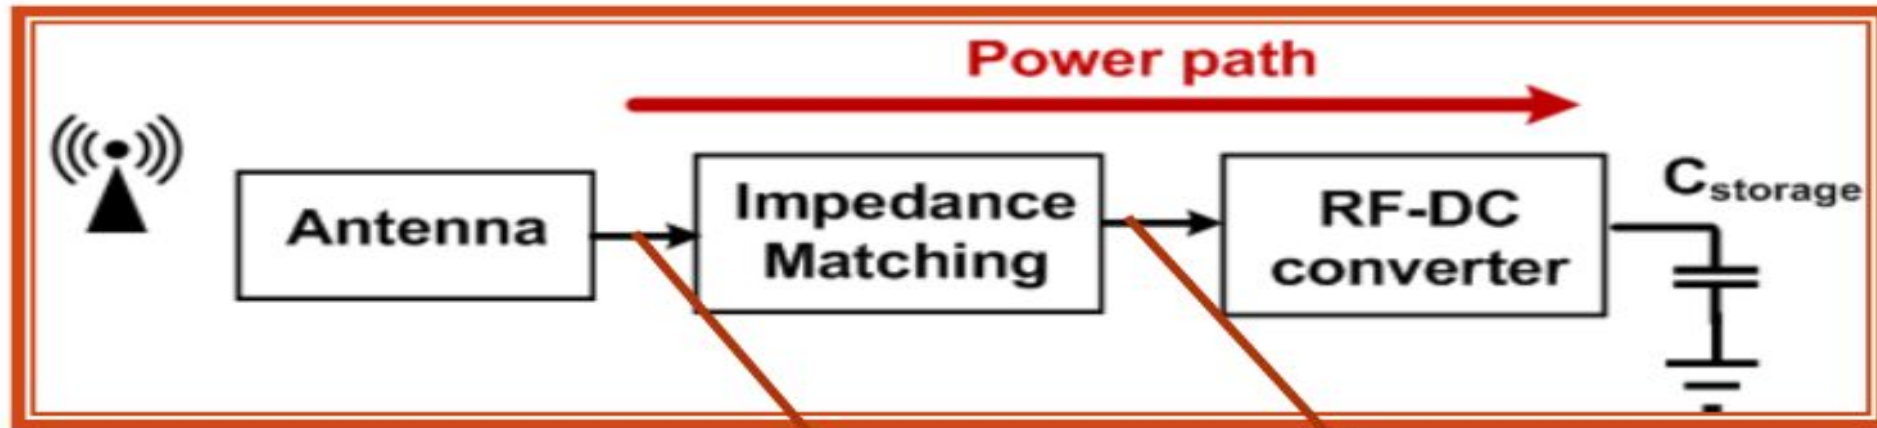 Power path
Antenna
Impedance
Matching
RF-DC
converter
Cstorage